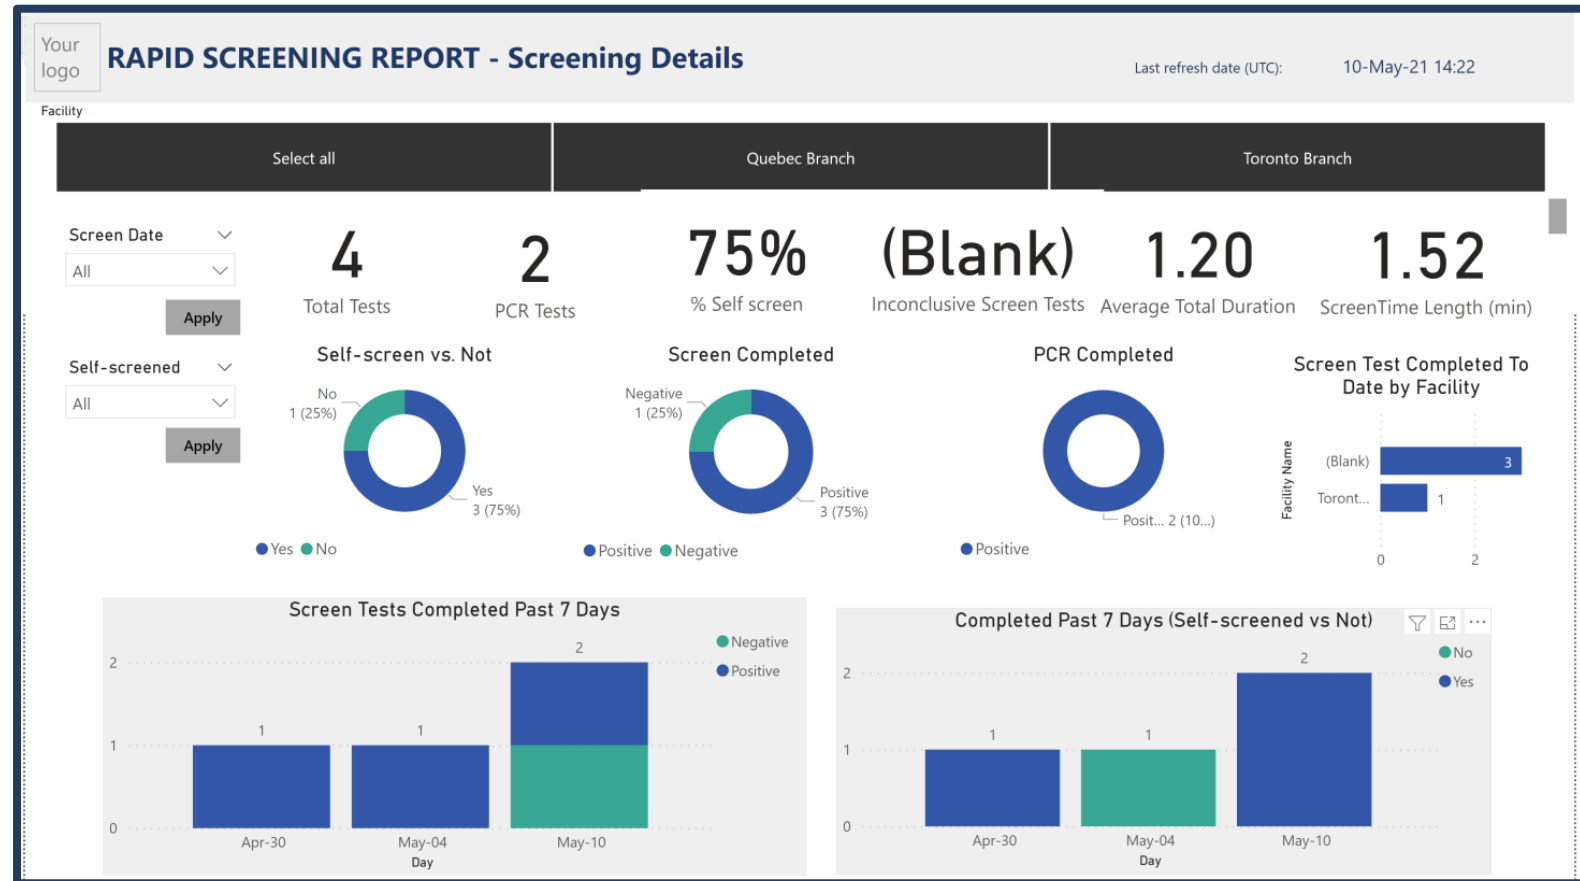 Your
logo
RAPID SCREENING REPORT - Screening Details
Last refresh date (UTC):
10-May-21 14:22
Facility
Select all
Quebec Branch
Toronto Branch
Screen Date
All
Apply
Self-screened
All
Apply
4
Total Tests
2
PCR Tests
75%
% Self screen
(Blank)
Inconclusive Screen Tests
1.20
Average Total Duration
1.52
ScreenTime Length (min)
Self-screen vs. Not
No
1 (25%)
Yes
3 (75%)
Yes
No
Screen Completed
Negative
1 (25%)
Positive
3 (75%)
Positive
Negative
PCR Completed
Posit... 2 (10...)
Positive
Screen Test Completed To
Date by Facility
Facility Name
(Blank)
3
Toront...
1
0
2
Screen Tests Completed Past 7 Days
Negative
Positive
2
1
0
1
1
2
Apr-30
May-04
May-10
Day
Completed Past 7 Days (Self-screened vs Not)
No
Yes
2
1
0
1
1
2
Apr-30
May-04
May-10
Day